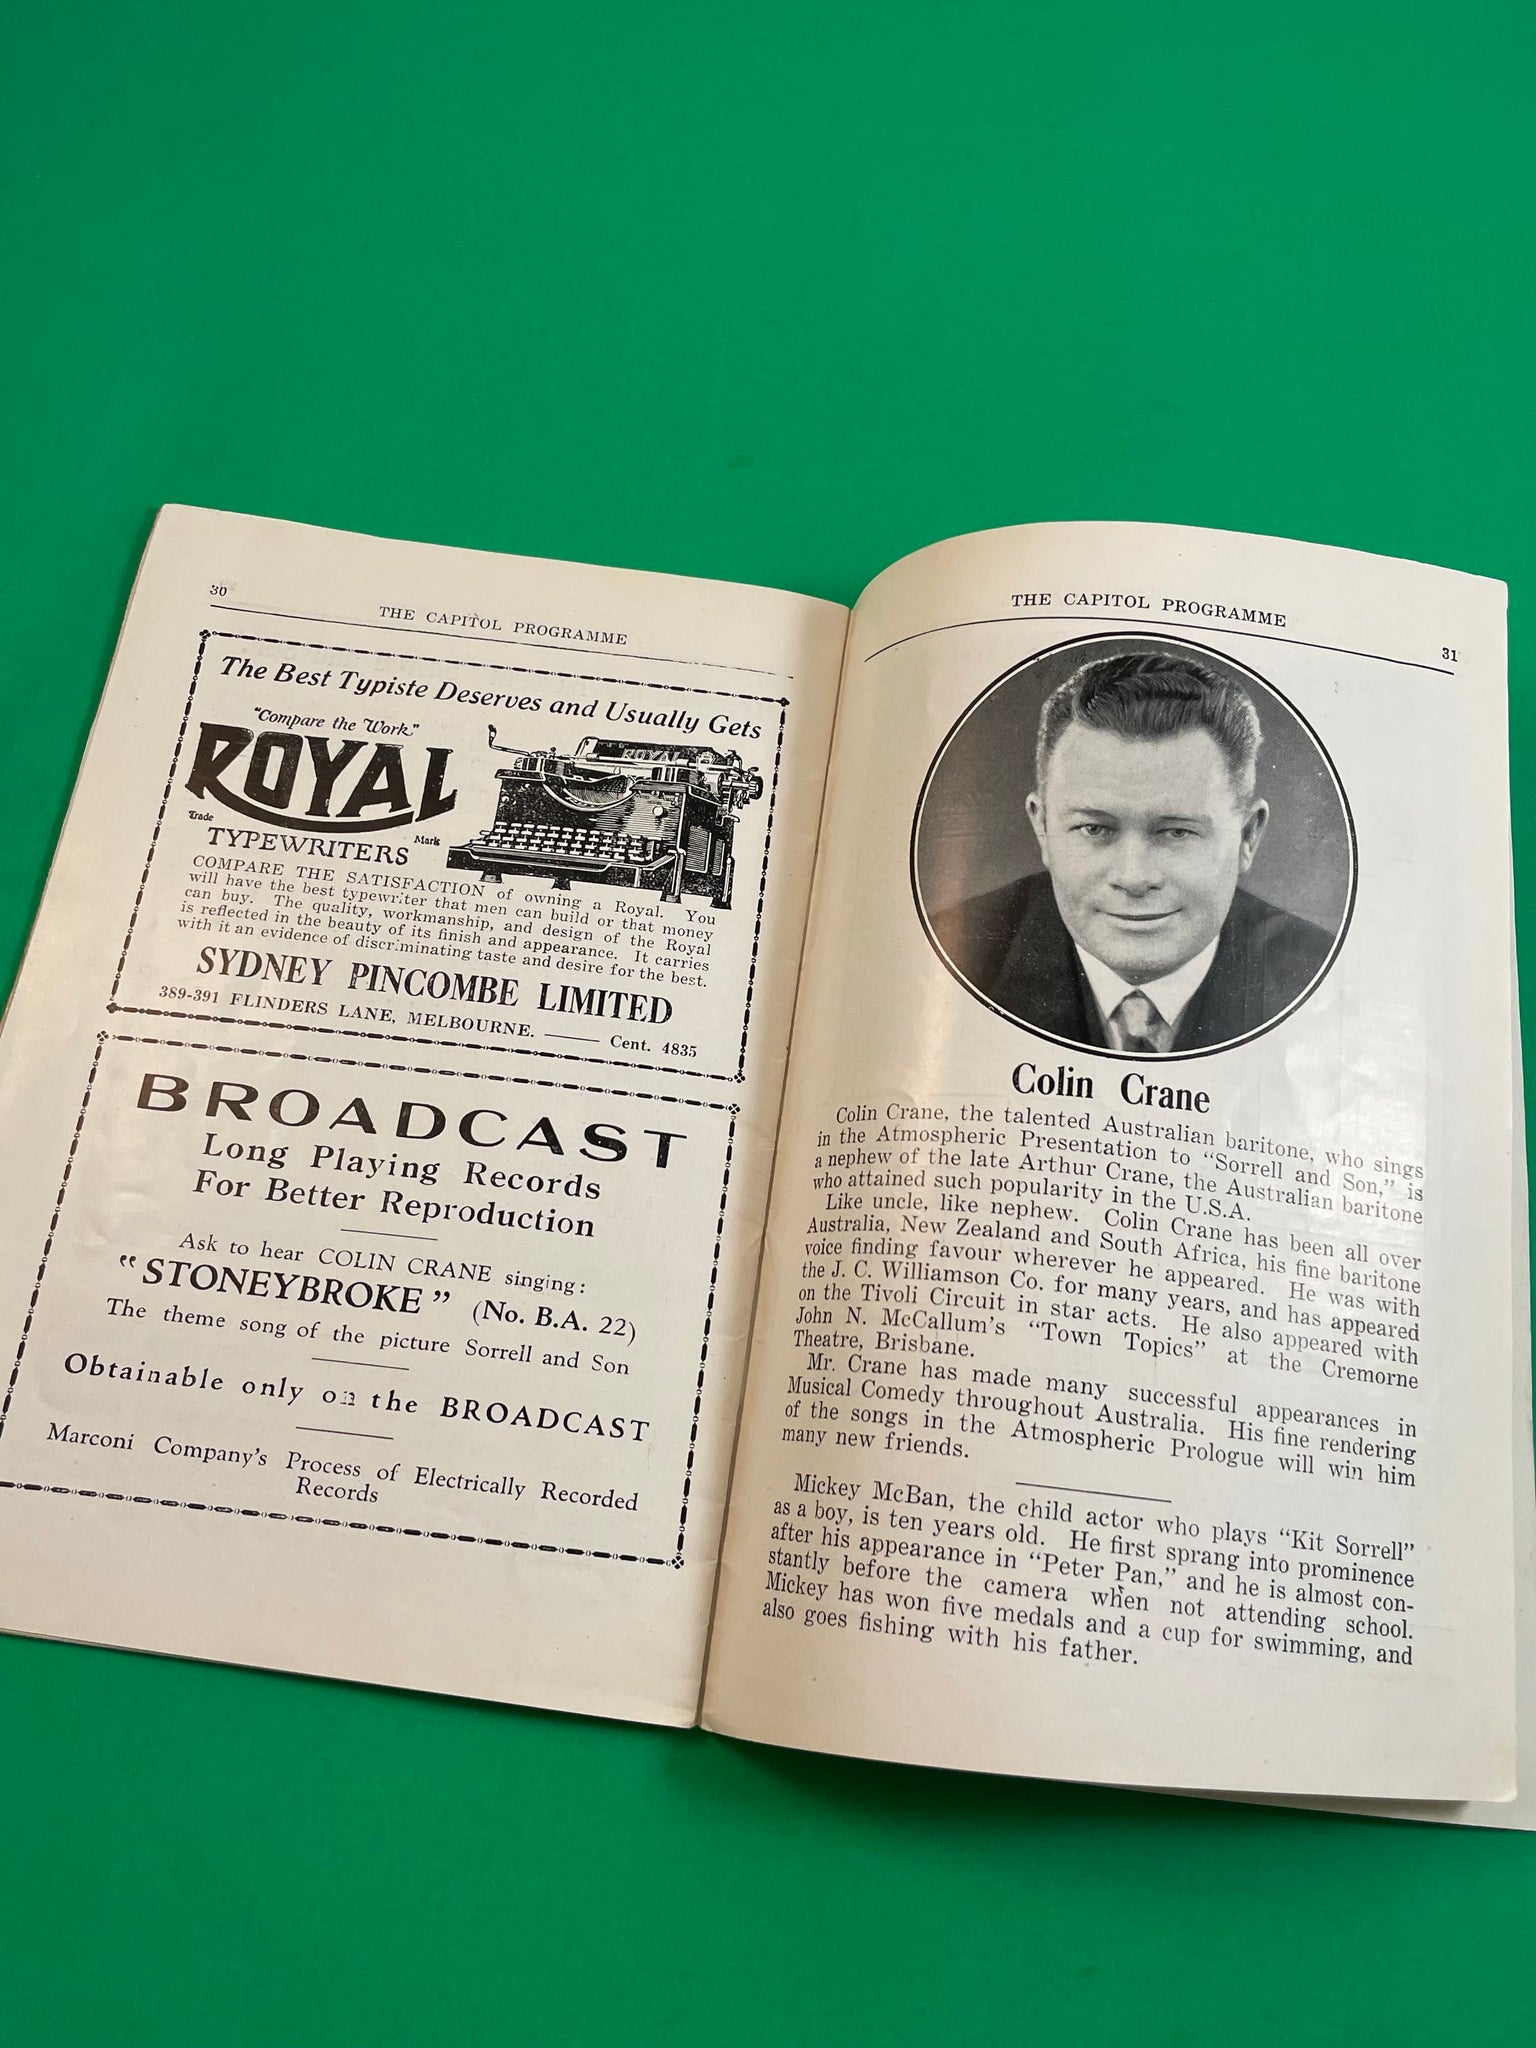 30
THE CAPITOL PROGRAMME
The Best Typiste Deserves and Usually Gets
"Compare the Work"
ROYAL
ROYAL
Trade
Mark
TYPEWRITERS
COMPARE THE SATISFACTION of owning a Royal. You
will have the best typewriter that men can build or that money
can buy. The quality, workmanship, and design of the Royal
is reflected in the beauty of its finish and appearance. It carries
with it an evidence of discriminating taste and desire for the best.
SYDNEY PINCOMBE LIMITED
389-391 FLINDERS LANE, MELBOURNE. —— Cent. 4835
BROADCAST
Long Playing Records
For Better Reproduction
Ask to hear COLIN CRANE singing:
"STONEYBROKE" (No. B.A. 22)
The theme song of the picture Sorrell and Son
Obtainable only on the BROADCAST
Marconi Company's Process of Electrically Recorded
Records
THE CAPITOL PROGRAMME
31
Colin Crane
Colin Crane, the talented Australian baritone, who sings
in the Atmospheric Presentation to "Sorrell and Son," is
a nephew of the late Arthur Crane, the Australian baritone
who attained such popularity in the U.S.A.
Like uncle, like nephew. Colin Crane has been all over
Australia, New Zealand and South Africa, his fine baritone
voice finding favour wherever he appeared. He was with
the J. C. Williamson Co. for many years, and has appeared
on the Tivoli Circuit in star acts. He also appeared with
John N. McCallum's "Town Topics" at the Cremorne
Theatre, Brisbane.
Mr. Crane has made many successful appearances in
Musical Comedy throughout Australia. His fine rendering
of the songs in the Atmospheric Prologue will win him
many new friends.
Mickey McBan, the child actor who plays "Kit Sorrell"
as a boy, is ten years old. He first sprang into prominence
after his appearance in "Peter Pan," and he is almost con-
stantly before the camera when not attending school.
Mickey has won five medals and a cup for swimming, and
also goes fishing with his father.